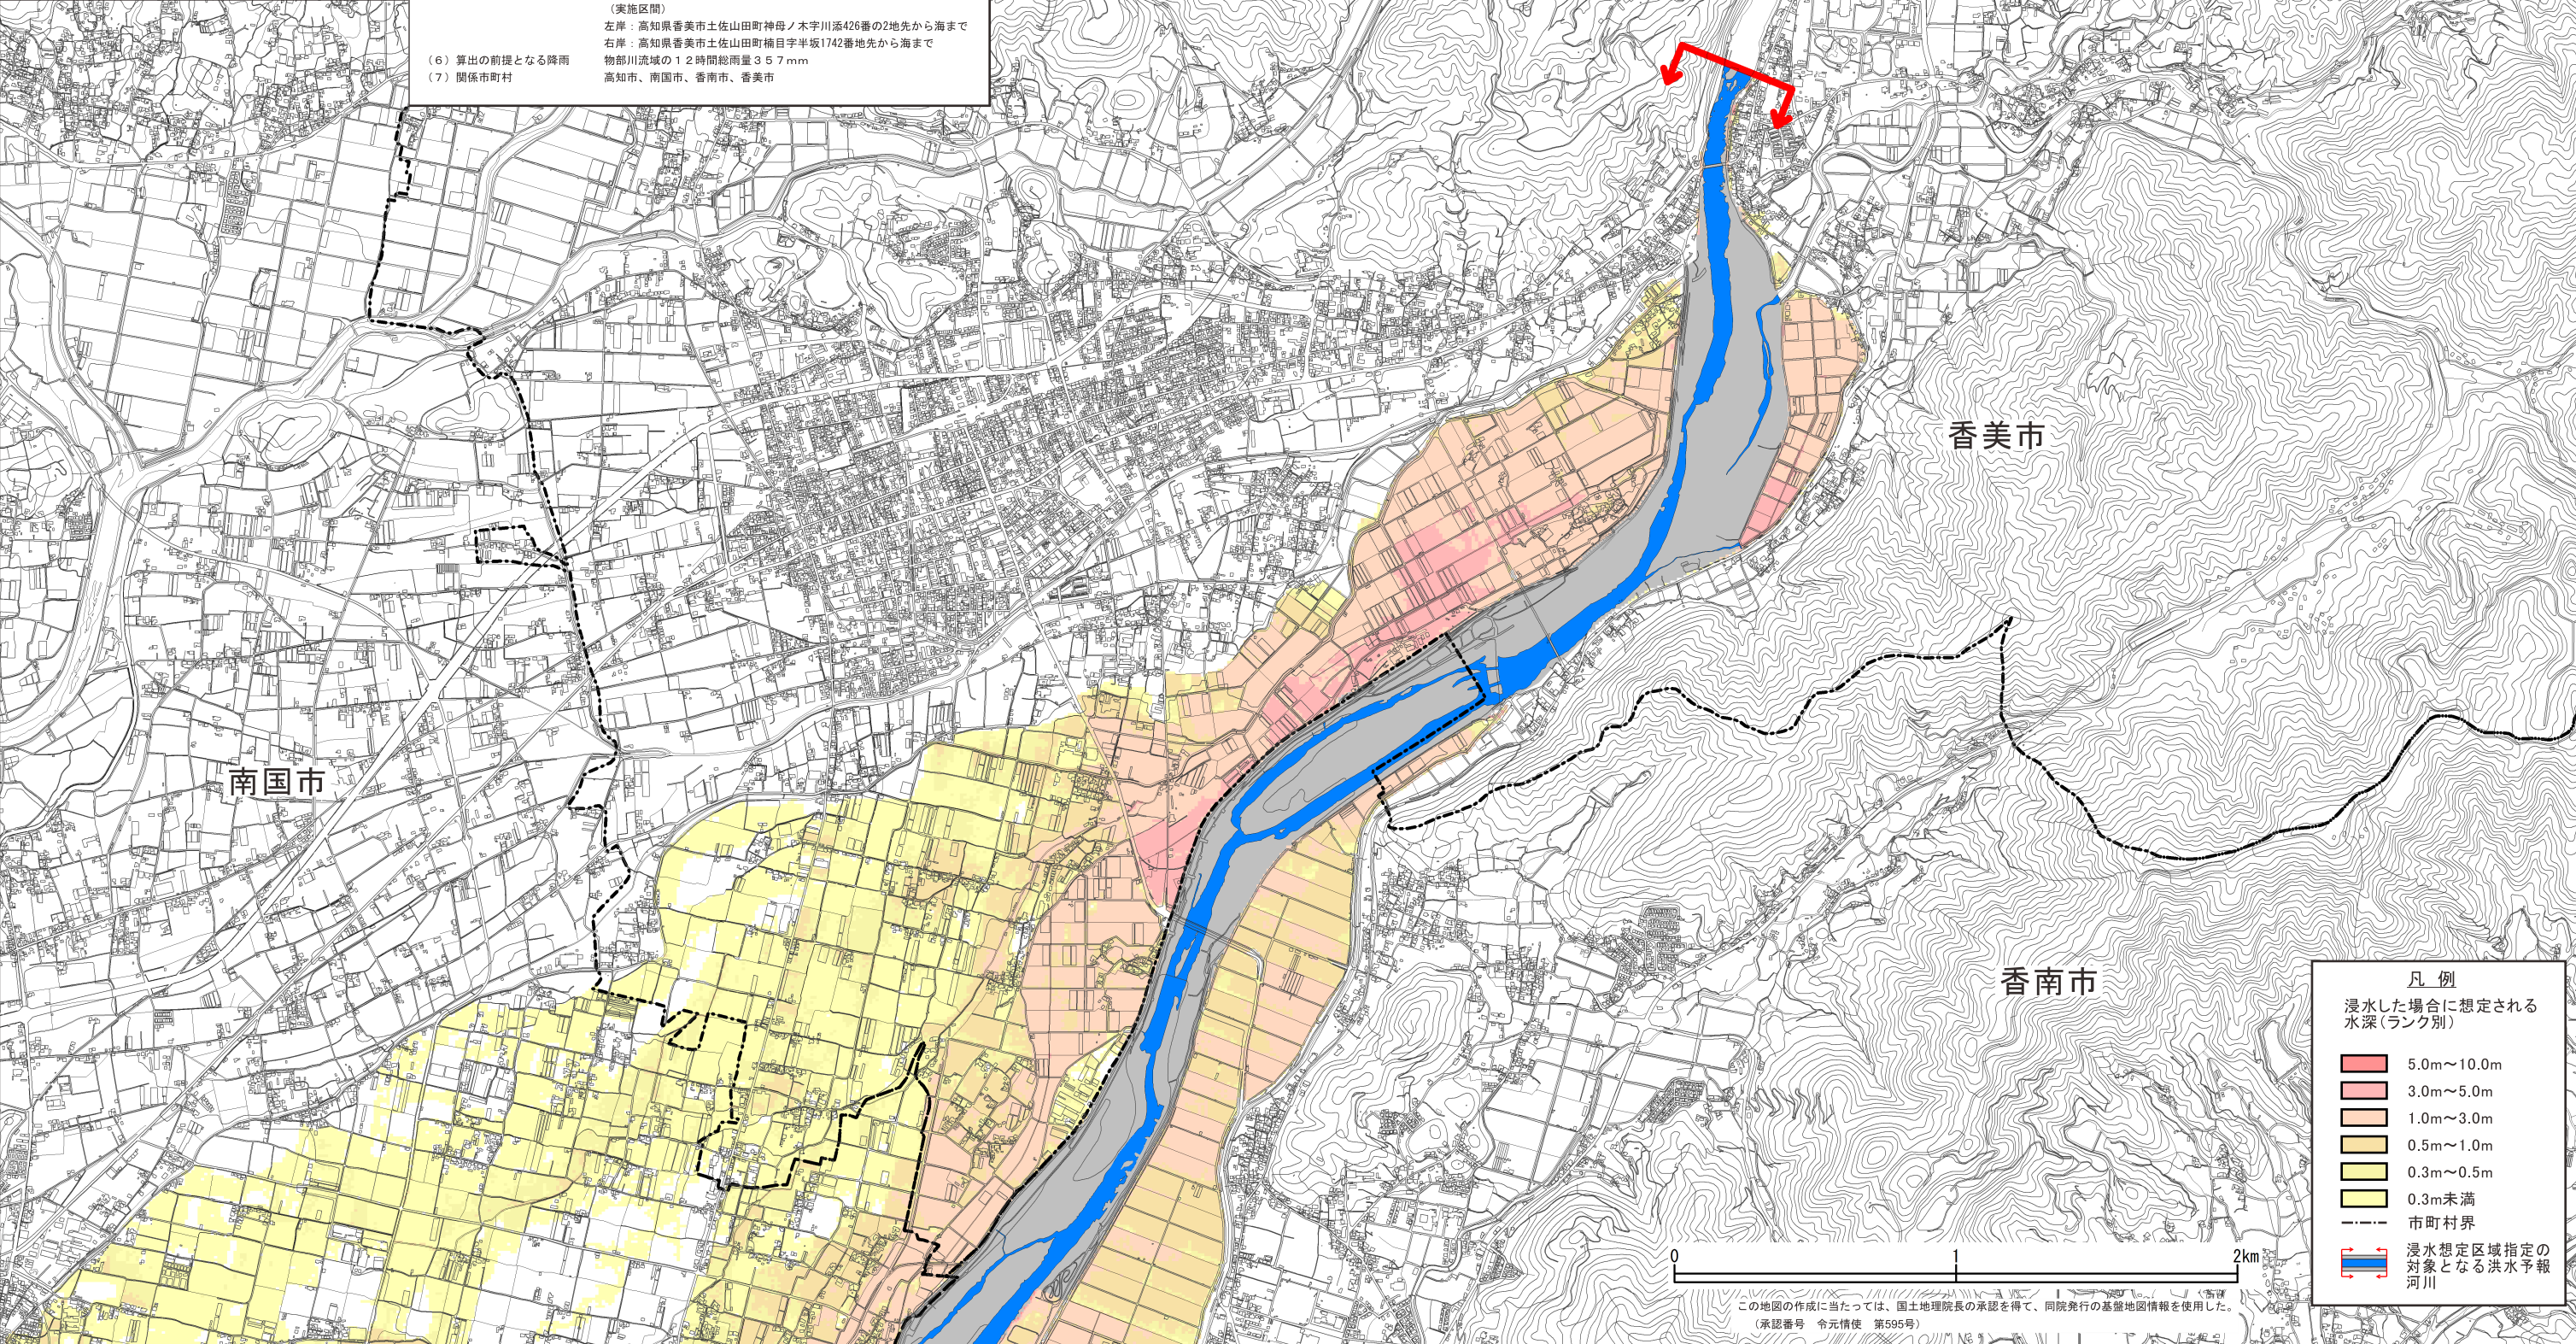 （実施区間）
左岸：高知県香美市土佐山田町神母ノ木字川添426番の2地先から海まで
右岸：高知県香美市土佐山田町楠目字半坂1742番地先から海まで
（６）算出の前提となる降雨　物部川流域の１２時間総雨量３５７mm
（７）関係市町村　高知市、南国市、香南市、香美市
香美市
南国市
香南市
凡 例
浸水した場合に想定される
水深(ランク別)
5.0m～10.0m
3.0m～5.0m
1.0m～3.0m
0.5m～1.0m
0.3m～0.5m
0.3m未満
市町村界
浸水想定区域指定の
対象となる洪水予報
河川
0 1 2km
この地図の作成に当たっては、国土地理院長の承認を得て、同院発行の基盤地図情報を使用した。
（承認番号　令元情使　第595号）